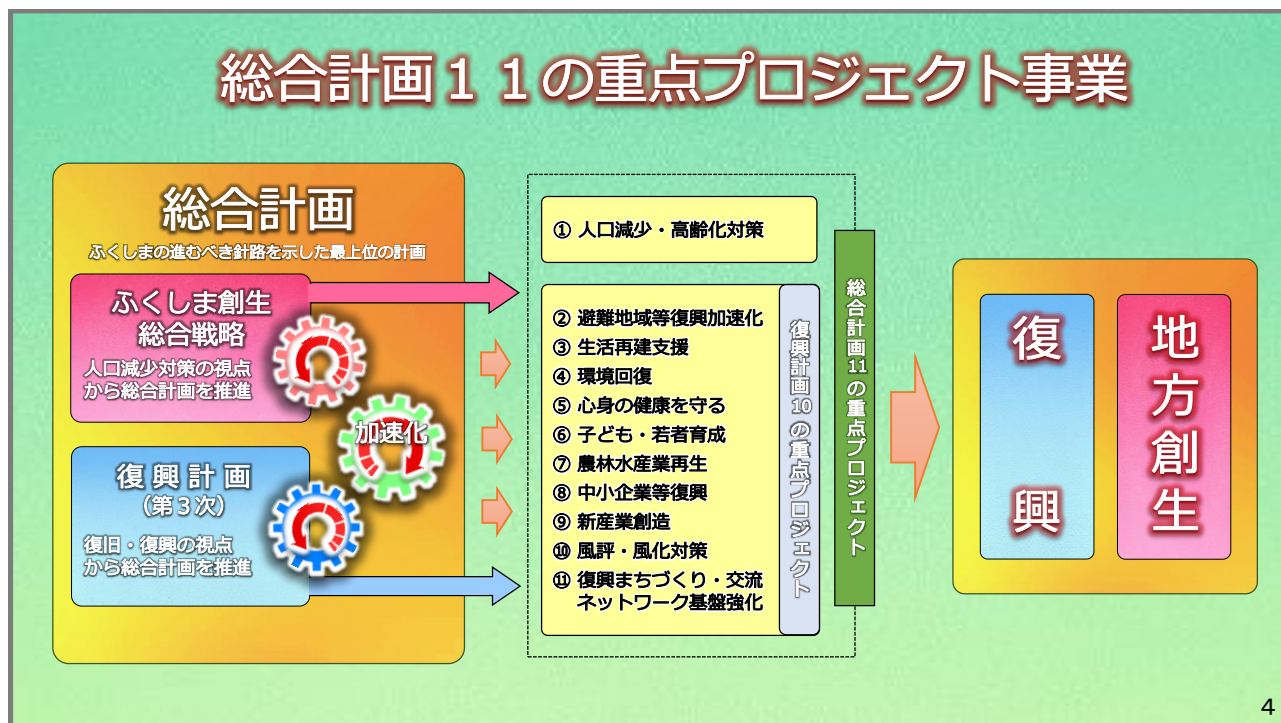 総合計画１１の重点プロジェクト事業
総合計画
ふくしまの進むべき針路を示した最上位の計画
ふくしま創生
総合戦略
人口減少対策の視点
から総合計画を推進
加速化
復興計画
（第３次）
復旧・復興の視点
から総合計画を推進
① 人口減少・高齢化対策
② 避難地域等復興加速化
③ 生活再建支援
④ 環境回復
⑤ 心身の健康を守る
⑥ 子ども・若者育成
⑦ 農林水産業再生
⑧ 中小企業等復興
⑨ 新産業創造
⑩ 風評・風化対策
⑪ 復興まちづくり・交流
ネットワーク基盤強化
復興計画10の重点プロジェクト
総合計画11の重点プロジェクト
復興
地方創生
4